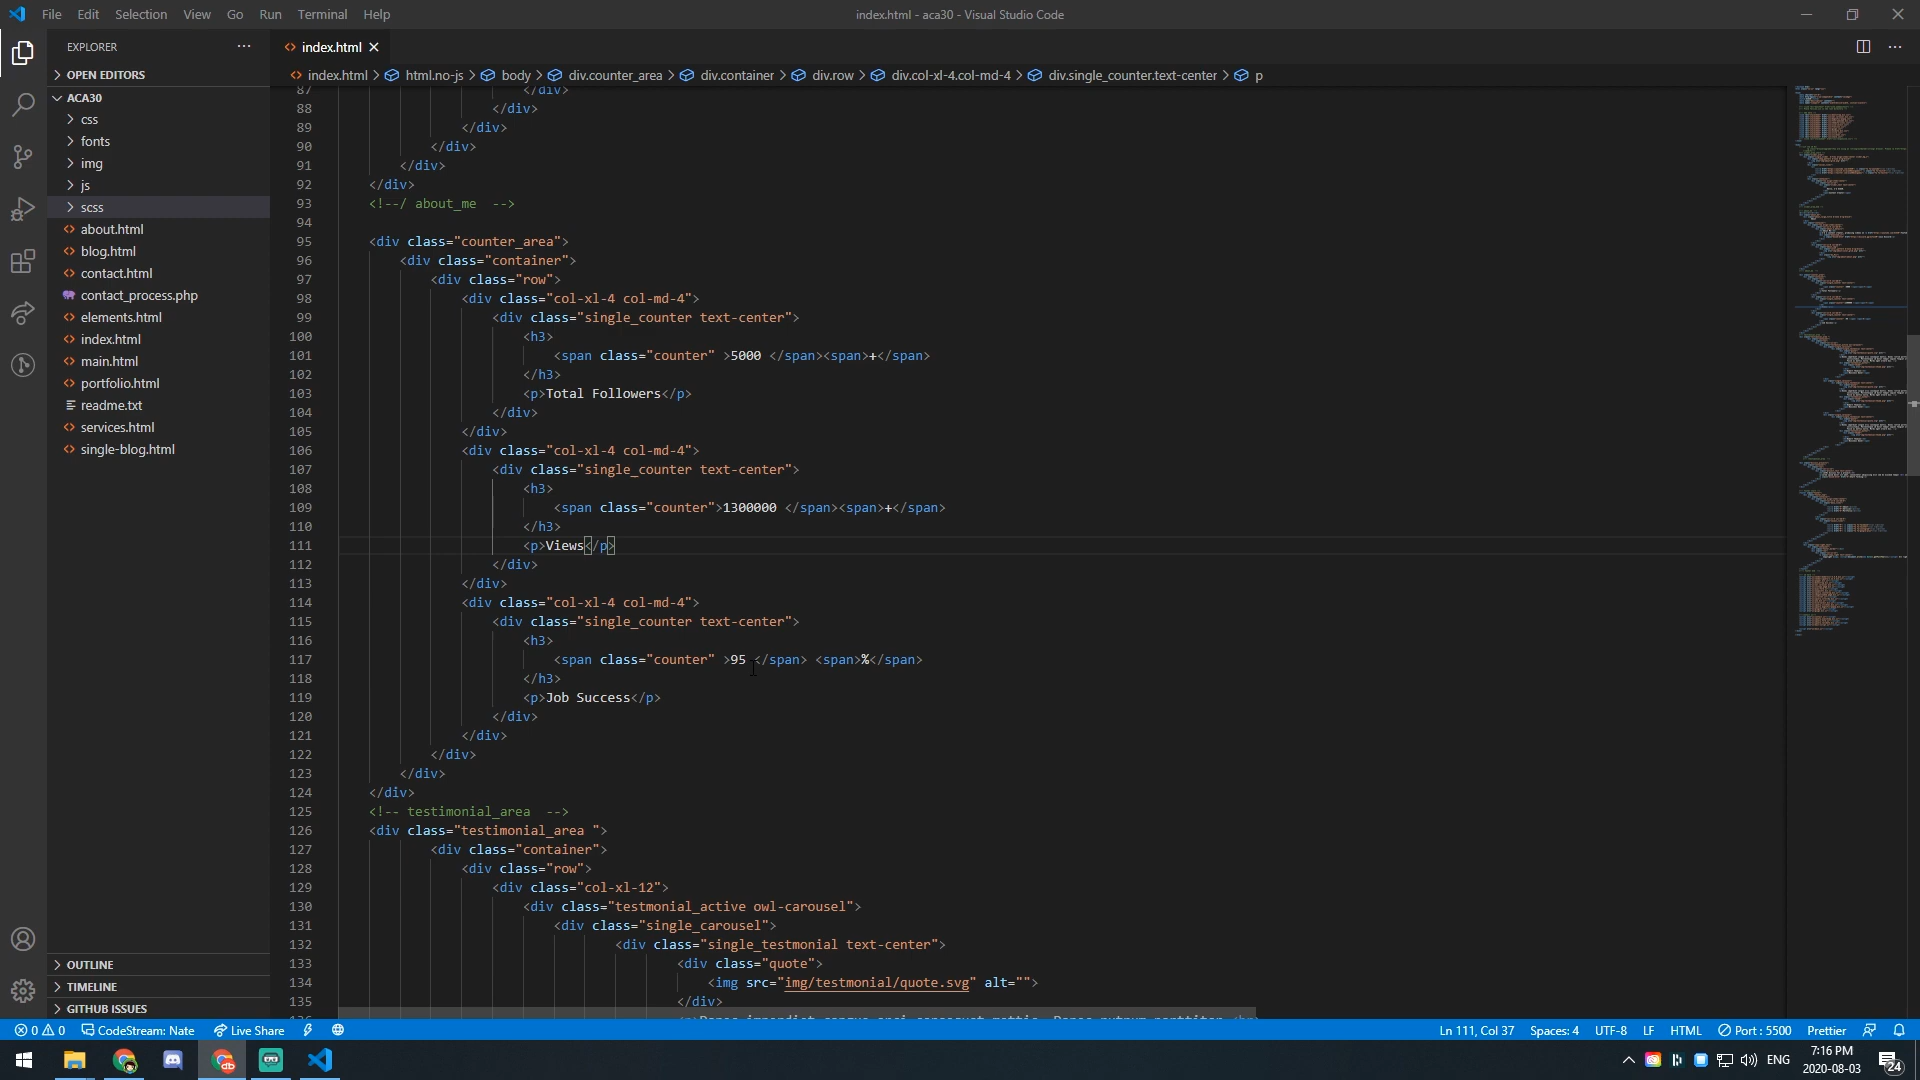 File Edit Selection View Go Run Terminal Help
index.html - aca30 - Visual Studio Code
EXPLORER
index.html
OPEN EDITORS
index.html > html.no-js > body > div.counter_area > div.container > div.row > div.col-xl-4.col-md-4 > div.single_counter.text-center > p
ACA30
css
fonts
img
js
scss
about.html
blog.html
contact.html
contact_process.php
elements.html
index.html
main.html
portfolio.html
readme.txt
services.html
single-blog.html
OUTLINE
TIMELINE
GITHUB ISSUES
87 </div>
88 </div>
89 </div>
90 </div>
91 </div>
92 </div>
93 <!--/ about_me  -->
94
95 <div class="counter_area">
96 <div class="container">
97 <div class="row">
98 <div class="col-xl-4 col-md-4">
99 <div class="single_counter text-center">
100 <h3>
101 <span class="counter" >5000 </span><span>+</span>
102 </h3>
103 <p>Total Followers</p>
104 </div>
105 </div>
106 <div class="col-xl-4 col-md-4">
107 <div class="single_counter text-center">
108 <h3>
109 <span class="counter">1300000 </span><span>+</span>
110 </h3>
111 <p>Views</p>
112 </div>
113 </div>
114 <div class="col-xl-4 col-md-4">
115 <div class="single_counter text-center">
116 <h3>
117 <span class="counter" >95 </span> <span>%</span>
118 </h3>
119 <p>Job Success</p>
120 </div>
121 </div>
122 </div>
123 </div>
124 </div>
125 <!-- testimonial_area  -->
126 <div class="testimonial_area ">
127 <div class="container">
128 <div class="row">
129 <div class="col-xl-12">
130 <div class="testmonial_active owl-carousel">
131 <div class="single_carousel">
132 <div class="single_testmonial text-center">
133 <div class="quote">
134 <img src="img/testmonial/quote.svg" alt="">
135 </div>
0 0 CodeStream: Nate Live Share
Ln 111, Col 37 Spaces: 4 UTF-8 LF HTML Port : 5500 Prettier
ENG
7:16 PM
2020-08-03
24